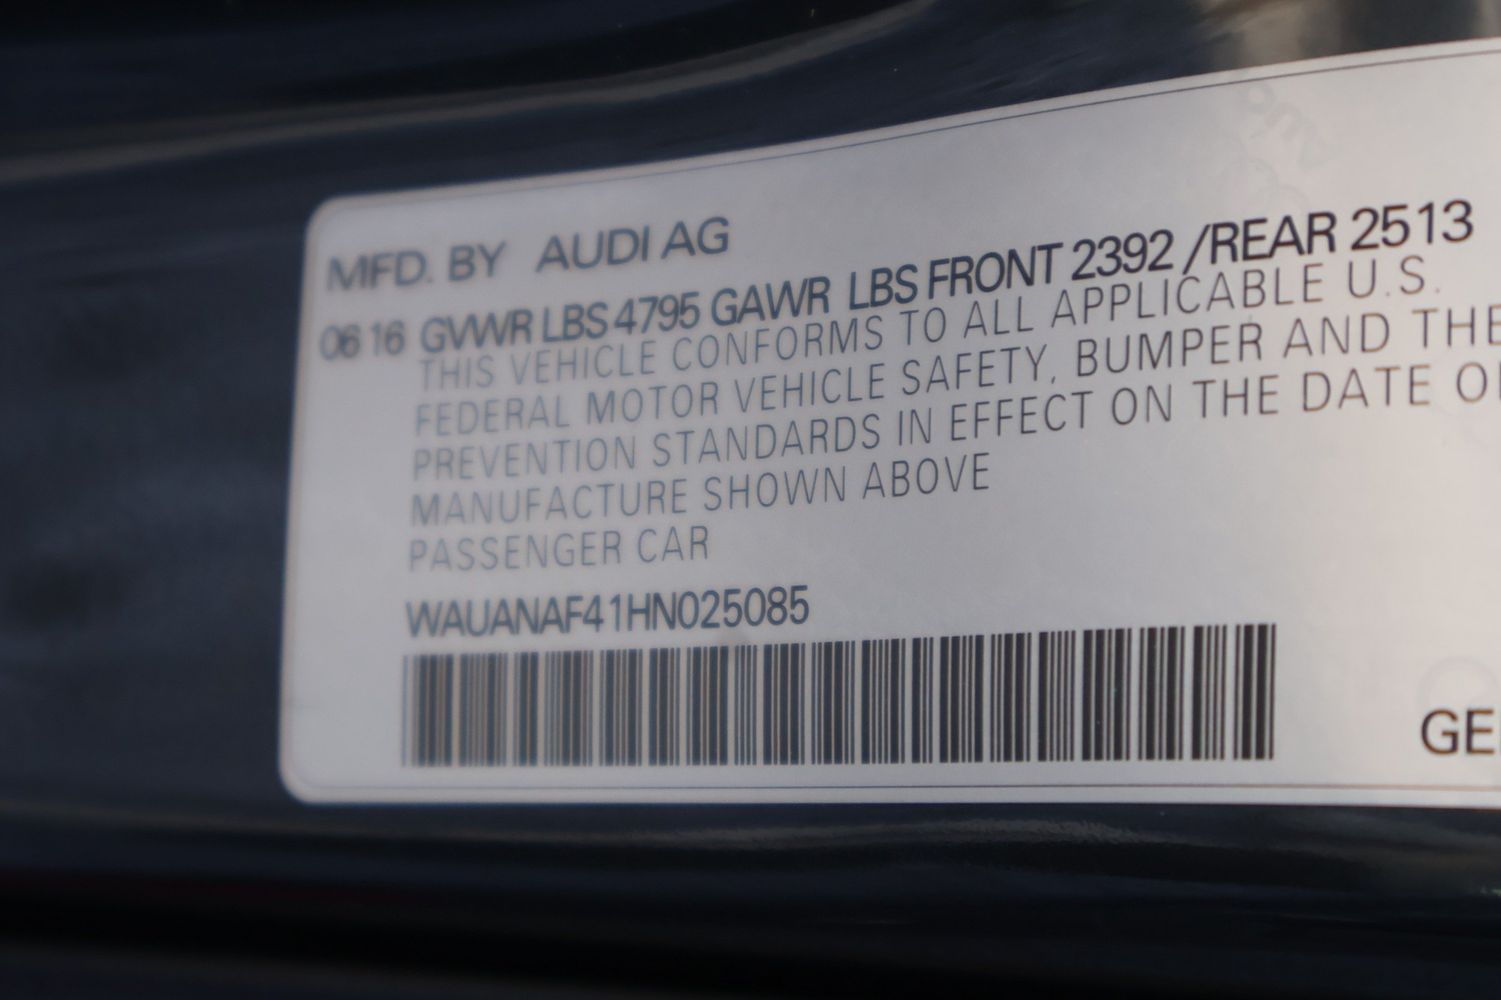 MFD. BY AUDI AG
06 16 GVWR LBS 4795 GAWR LBS FRONT 2392 /REAR 2513
THIS VEHICLE CONFORMS TO ALL APPLICABLE U.S.
FEDERAL MOTOR VEHICLE SAFETY, BUMPER AND THE
PREVENTION STANDARDS IN EFFECT ON THE DATE O
MANUFACTURE SHOWN ABOVE
PASSENGER CAR
WAUANAF41HN025085
GE